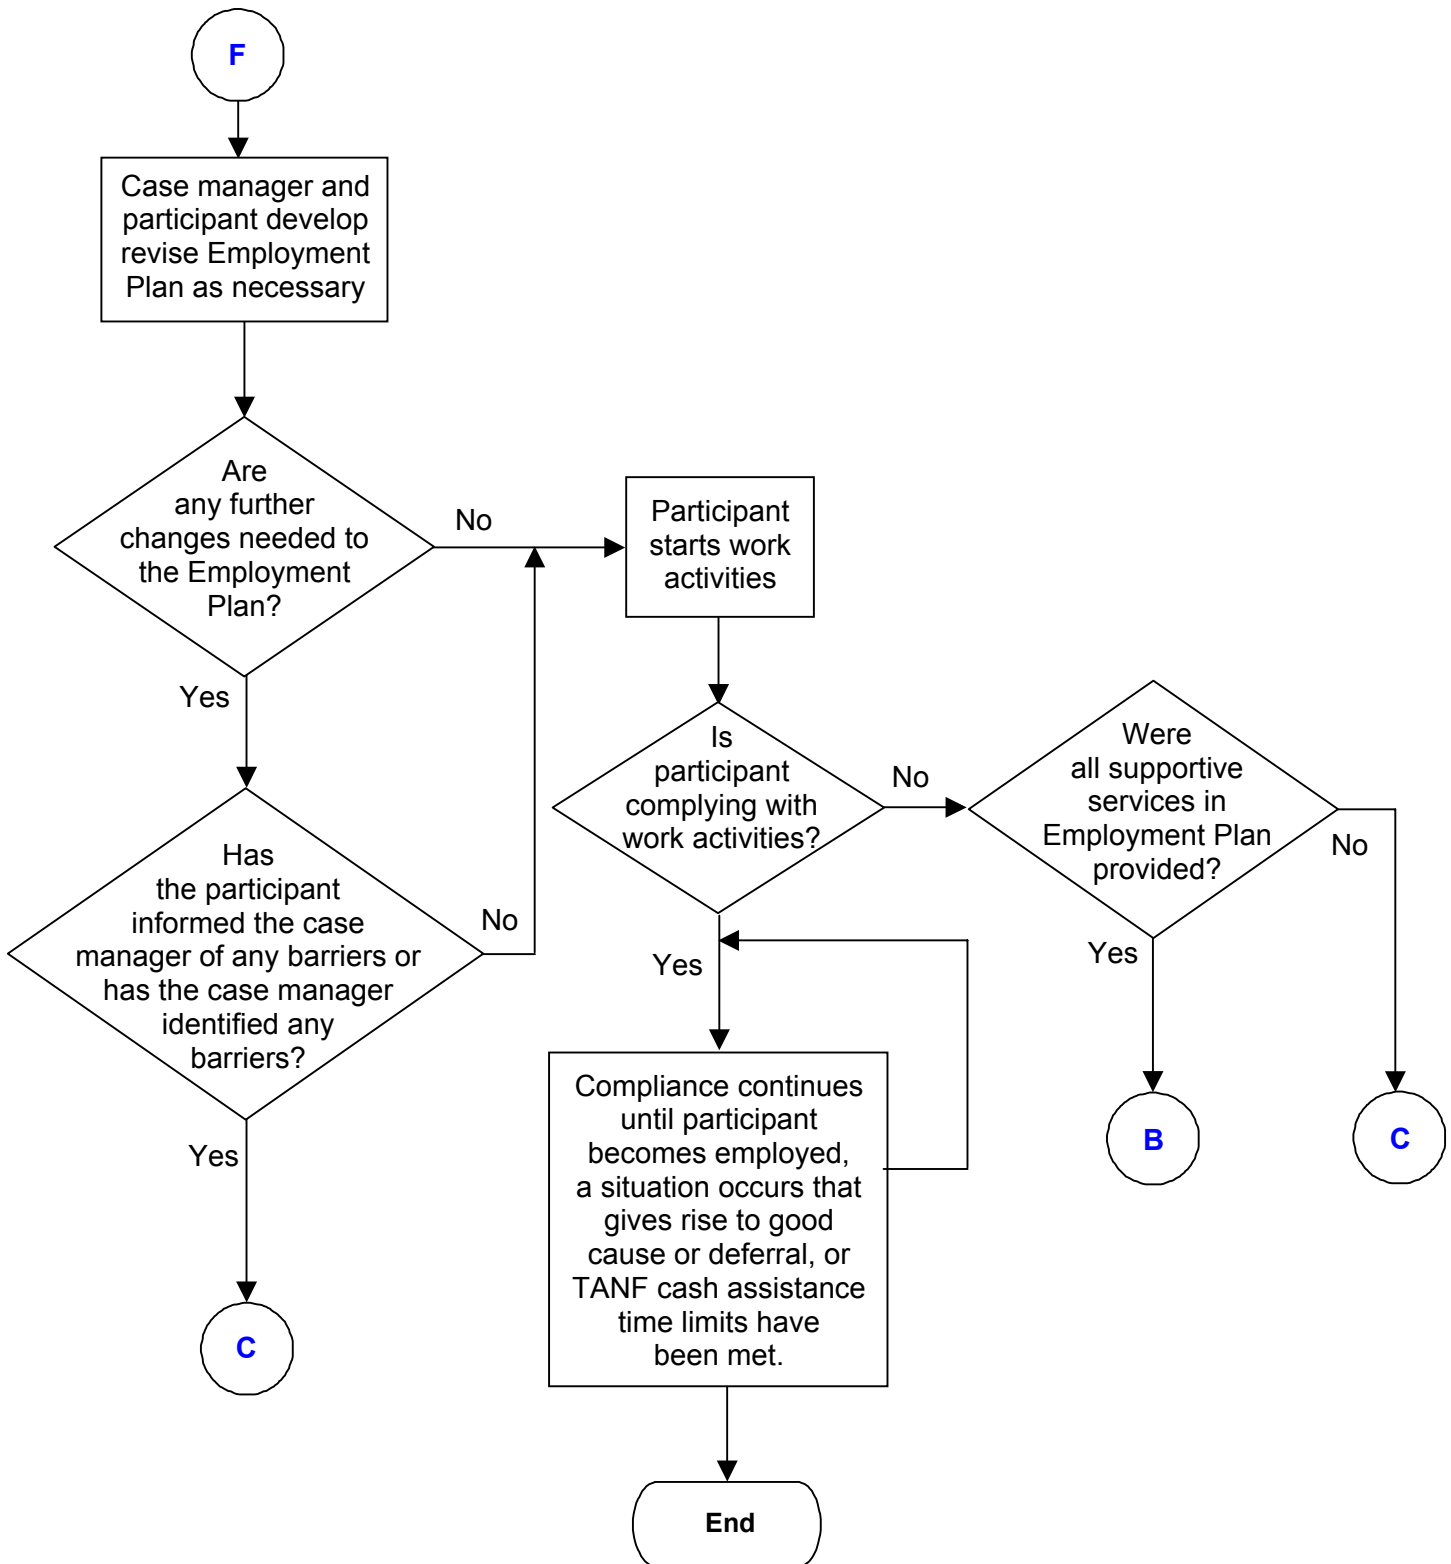 F
Case manager and
participant develop
revise Employment
Plan as necessary
Are
any further
changes needed to
the Employment
Plan?
No
Yes
Has
the participant
informed the case
manager of any barriers or
has the case manager
identified any
barriers?
No
Yes
C
Participant
starts work
activities
Is
participant
complying with
work activities?
No
Yes
Compliance continues
until participant
becomes employed,
a situation occurs that
gives rise to good
cause or deferral, or
TANF cash assistance
time limits have
been met.
End
Were
all supportive
services in
Employment Plan
provided?
No
Yes
B
C